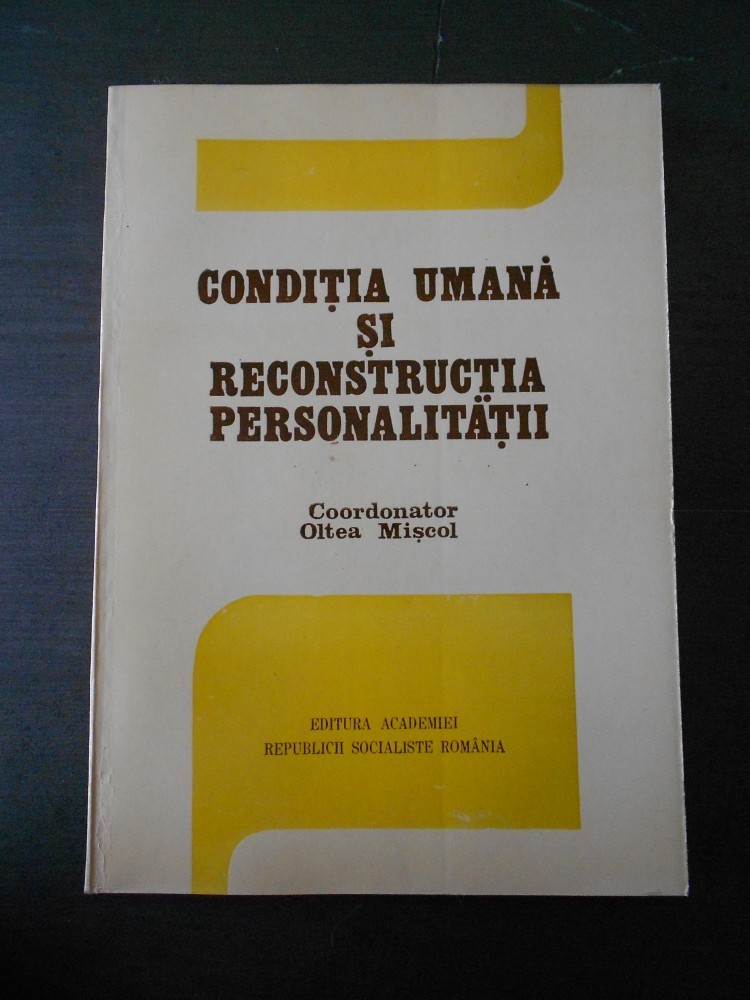 CONDIȚIA UMANĂ
ȘI
RECONSTRUCȚIA
PERSONALITĂȚII
Coordonator
Oltea Mișcol
EDITURA ACADEMIEI
REPUBLICII SOCIALISTE ROMÂNIA